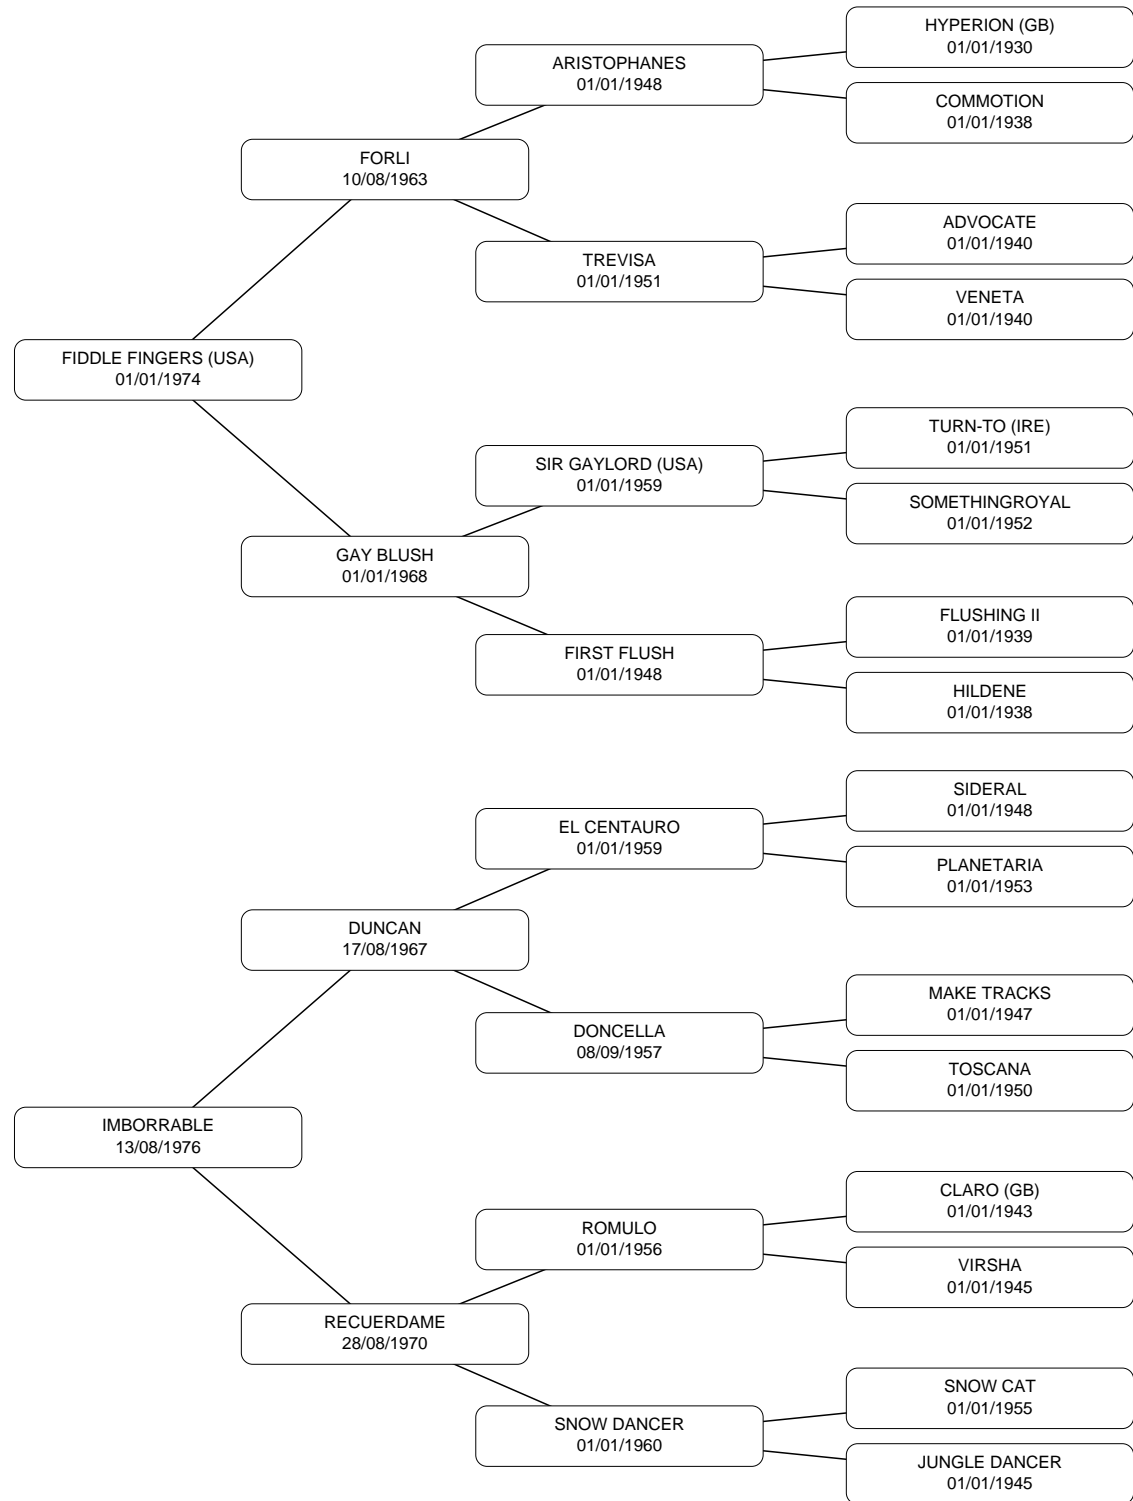 HYPERION (GB)
01/01/1930
ARISTOPHANES
01/01/1948
COMMOTION
01/01/1938
FORLI
10/08/1963
ADVOCATE
01/01/1940
TREVISA
01/01/1951
VENETA
01/01/1940
FIDDLE FINGERS (USA)
01/01/1974
TURN-TO (IRE)
01/01/1951
SIR GAYLORD (USA)
01/01/1959
SOMETHINGROYAL
01/01/1952
GAY BLUSH
01/01/1968
FLUSHING II
01/01/1939
FIRST FLUSH
01/01/1948
HILDENE
01/01/1938
SIDERAL
01/01/1948
EL CENTAURO
01/01/1959
PLANETARIA
01/01/1953
DUNCAN
17/08/1967
MAKE TRACKS
01/01/1947
DONCELLA
08/09/1957
TOSCANA
01/01/1950
IMBORRABLE
13/08/1976
CLARO (GB)
01/01/1943
ROMULO
01/01/1956
VIRSHA
01/01/1945
RECUERDAME
28/08/1970
SNOW CAT
01/01/1955
SNOW DANCER
01/01/1960
JUNGLE DANCER
01/01/1945